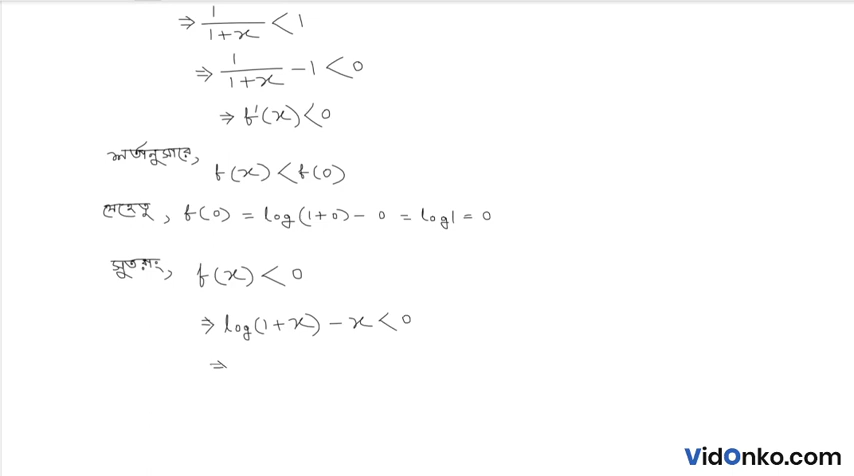 ⇒ 1/(1+x) < 1
⇒ 1/(1+x) - 1 < 0
⇒ f'(x) < 0
শর্তানুসারে, f(x) < f(0)
যেহেতু, f(0) = log(1+0) - 0 = log1 = 0
সুতরাং, f(x) < 0
⇒ log(1+x) - x < 0
⇒
VidOnko.com